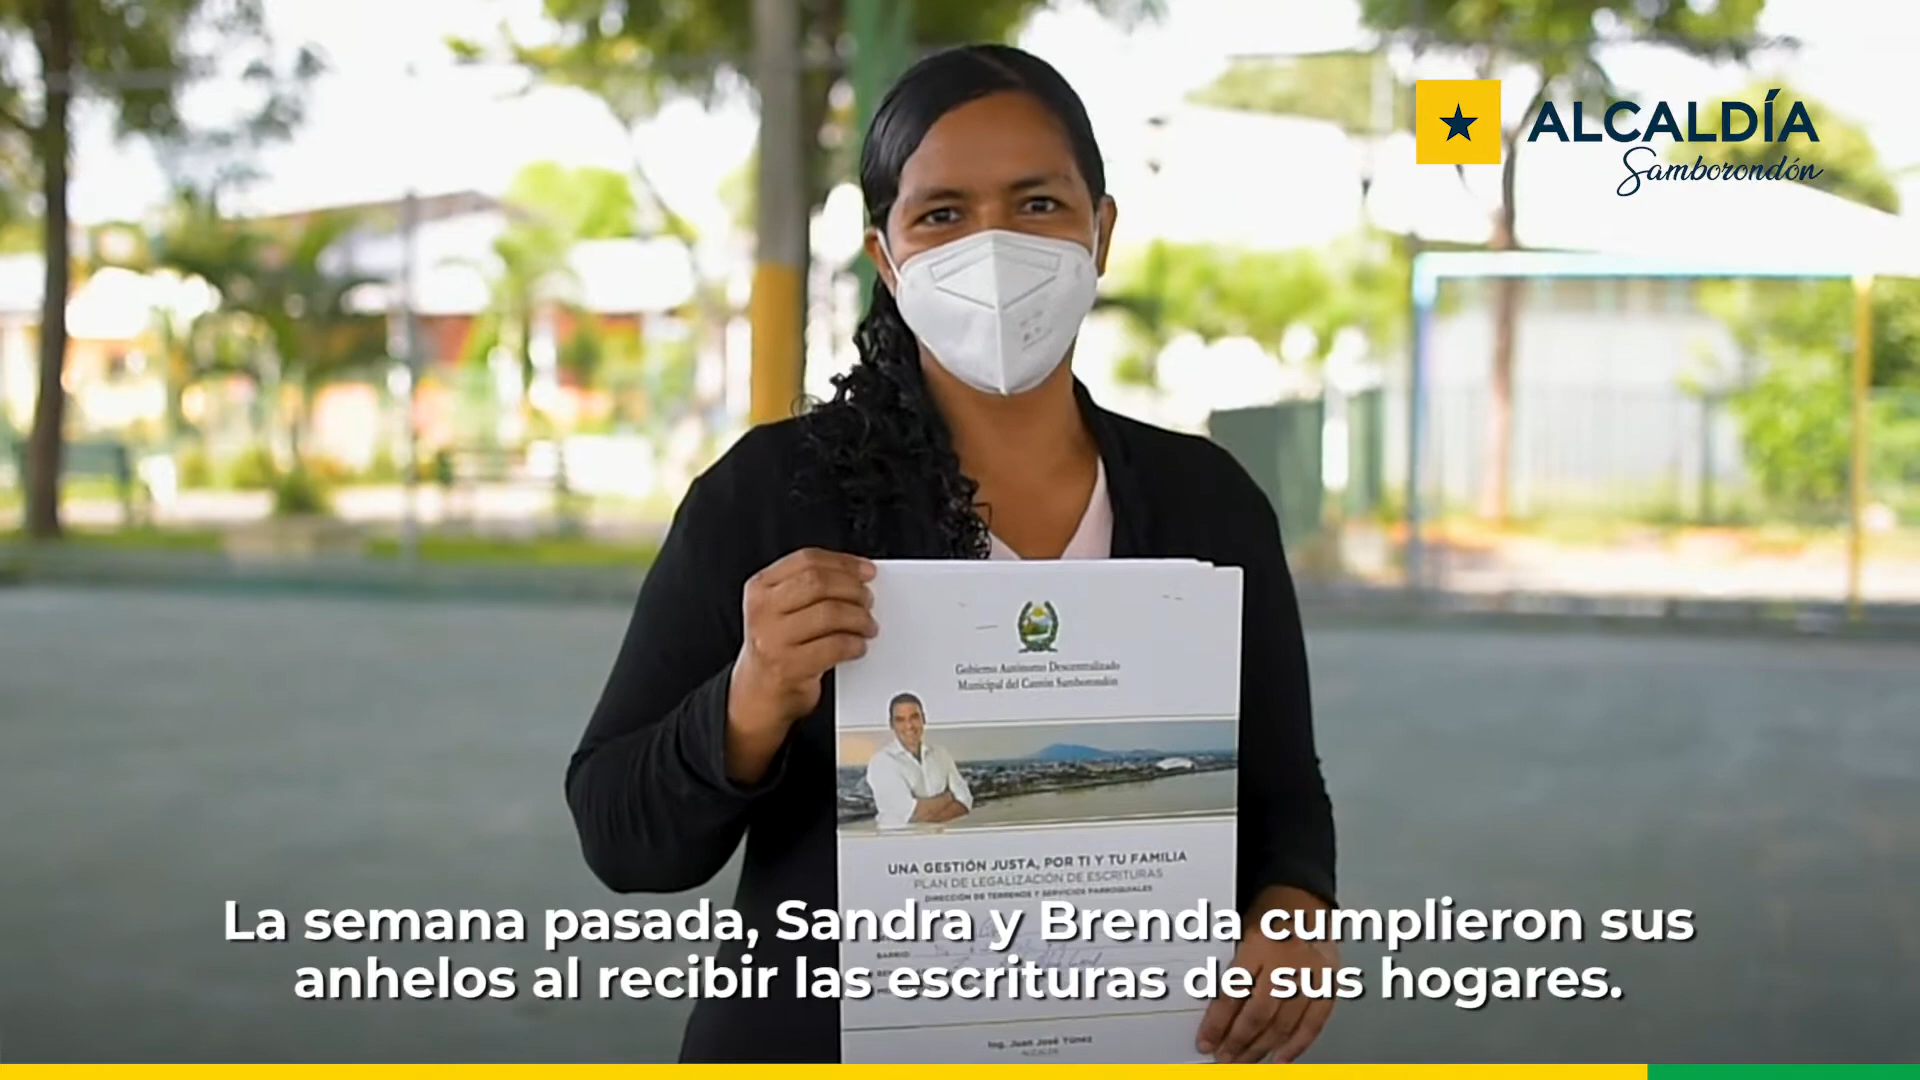 ALCALDÍA
Samborondón
Gobierno Autónomo Descentralizado
Municipal del Cantón Samborondón
UNA GESTIÓN JUSTA, POR TI Y TU FAMILIA
PLAN DE LEGALIZACIÓN DE ESCRITURAS
DIRECCIÓN DE TERRENOS Y SERVICIOS PARROQUIALES
La semana pasada, Sandra y Brenda cumplieron sus
BARRIO:
anhelos al recibir las escrituras de sus hogares.
Ing. Juan José Yúnez
ALCALDE